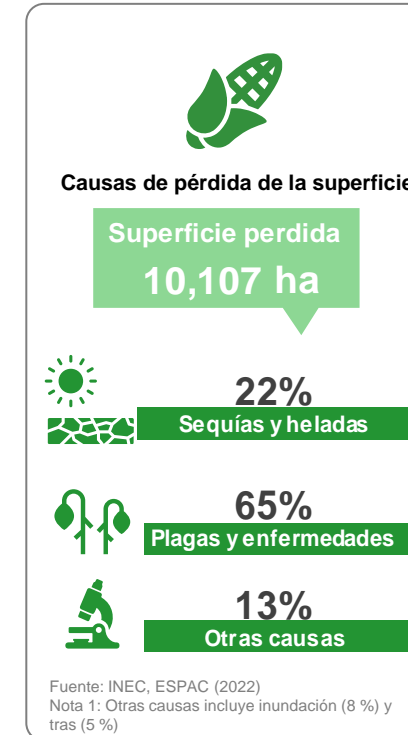 Causas de pérdida de la superficie
Superficie perdida
10,107 ha
22%
Sequías y heladas
65%
Plagas y enfermedades
13%
Otras causas
Fuente: INEC, ESPAC (2022)
Nota 1: Otras causas incluye inundación (8 %) y
tras (5 %)